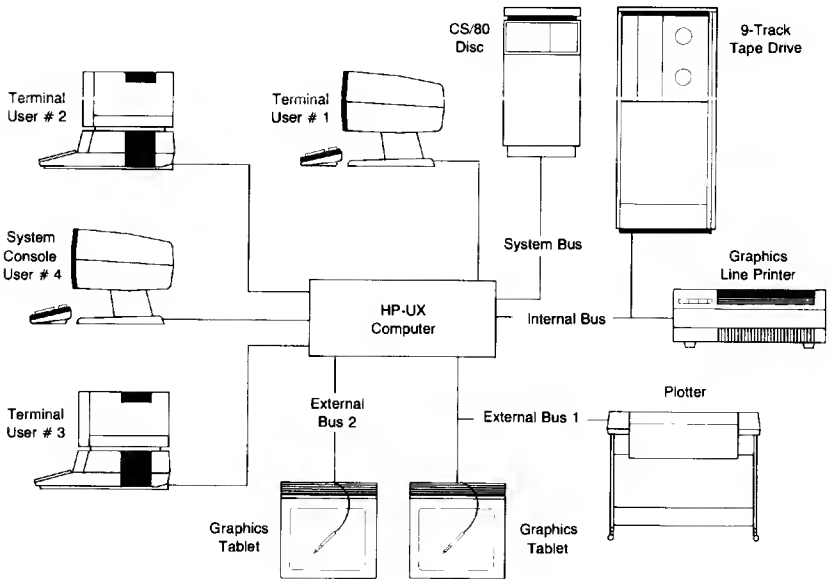 CS/80
Disc
9-Track
Tape Drive
Terminal
User # 2
Terminal
User # 1
System
Console
User # 4
System Bus
Graphics
Line Printer
HP-UX
Computer
Internal Bus
Terminal
User # 3
External
Bus 2
External Bus 1
Plotter
Graphics
Tablet
Graphics
Tablet